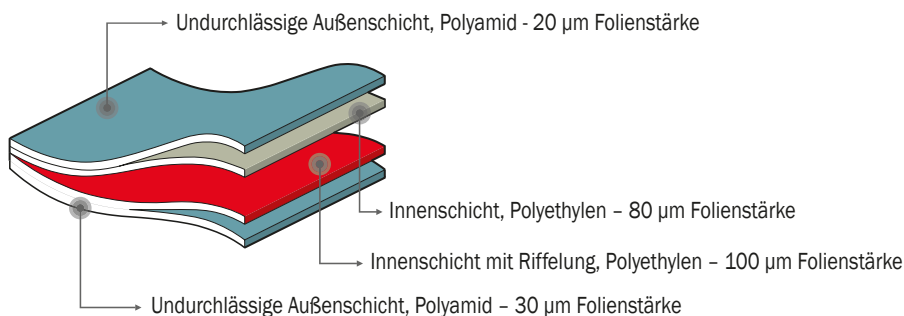 Undurchlässige Außenschicht, Polyamid - 20 µm Folienstärke
Innenschicht, Polyethylen – 80 µm Folienstärke
Innenschicht mit Riffelung, Polyethylen – 100 µm Folienstärke
Undurchlässige Außenschicht, Polyamid – 30 µm Folienstärke